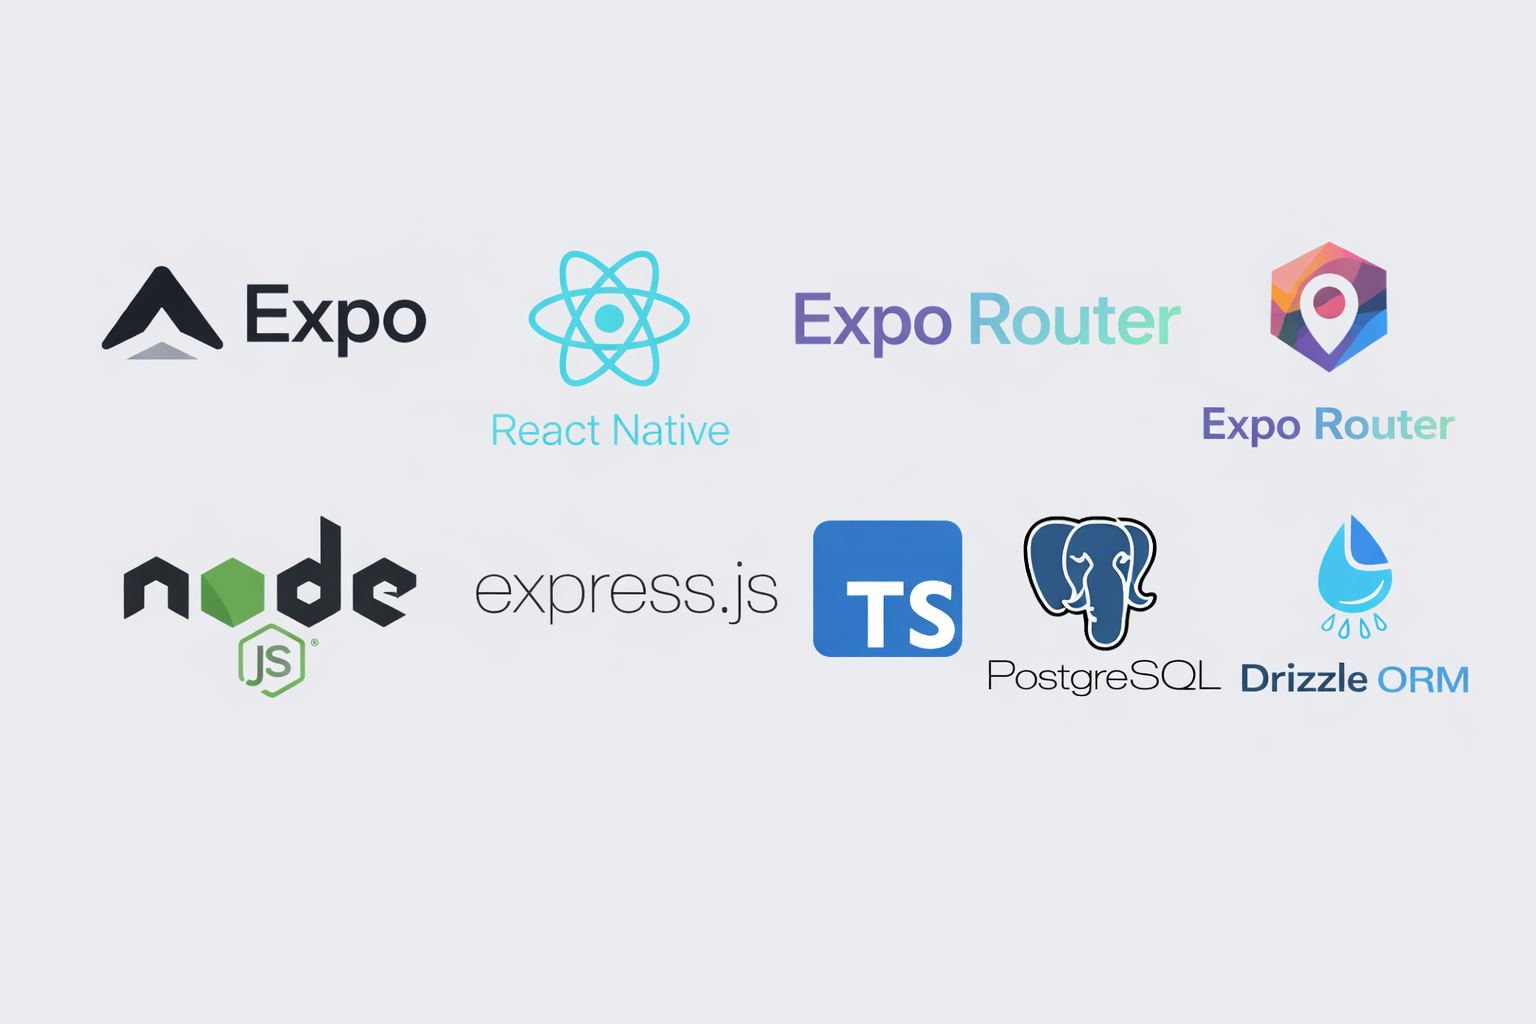 Expo
React Native
Expo Router
Expo Router
node
JS ®
express.js
TS
PostgreSQL
Drizzle ORM